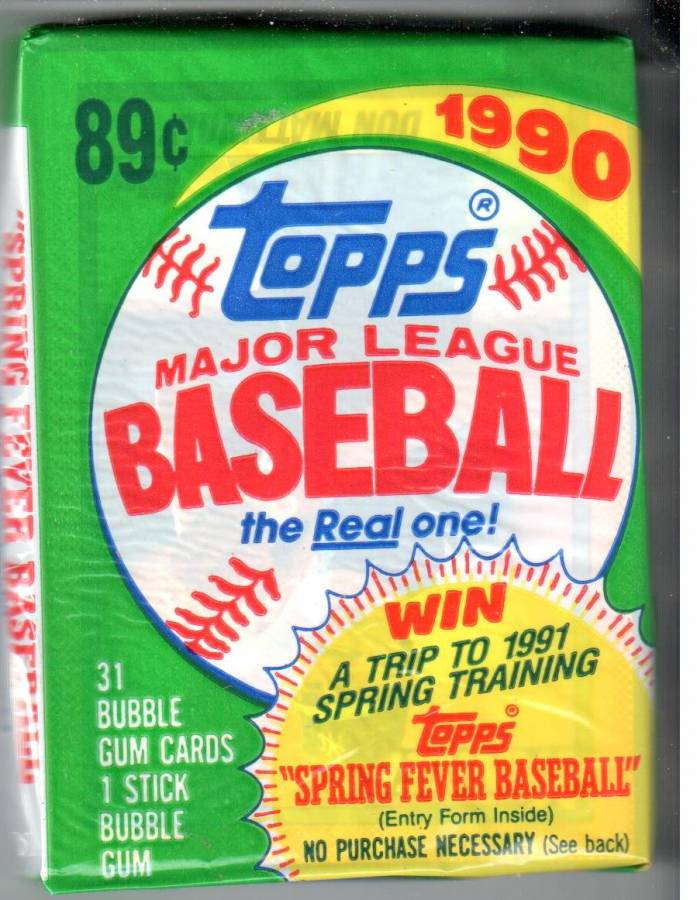 89¢
1990
DON MATT
topps®
MAJOR LEAGUE
BASEBALL
the Real one!
WIN
A TRIP TO 1991
SPRING TRAINING
topps®
"SPRING FEVER BASEBALL"
(Entry Form Inside)
NO PURCHASE NECESSARY (See back)
31
BUBBLE
GUM CARDS
1 STICK
BUBBLE
GUM
"SPRING FEVER BASEBALL